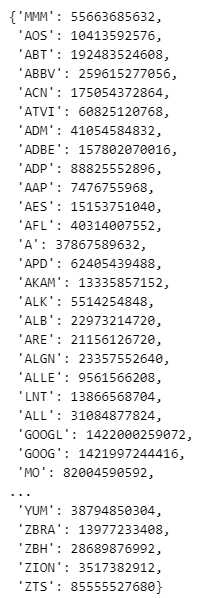 {'MMM': 55663685632,
'AOS': 10413592576,
'ABT': 192483524608,
'ABBV': 259615277056,
'ACN': 175054372864,
'ATVI': 60825120768,
'ADM': 41054584832,
'ADBE': 157802070016,
'ADP': 88825552896,
'AAP': 7476755968,
'AES': 15153751040,
'AFL': 40314007552,
'A': 37867589632,
'APD': 62405439488,
'AKAM': 13335857152,
'ALK': 5514254848,
'ALB': 22973214720,
'ARE': 21156126720,
'ALGN': 23357552640,
'ALLE': 9561566208,
'LNT': 13866568704,
'ALL': 31084877824,
'GOOGL': 1422000259072,
'GOOG': 1421997244416,
'MO': 82004590592,
...
'YUM': 38794850304,
'ZBRA': 13977233408,
'ZBH': 28689876992,
'ZION': 3517382912,
'ZTS': 85555527680}